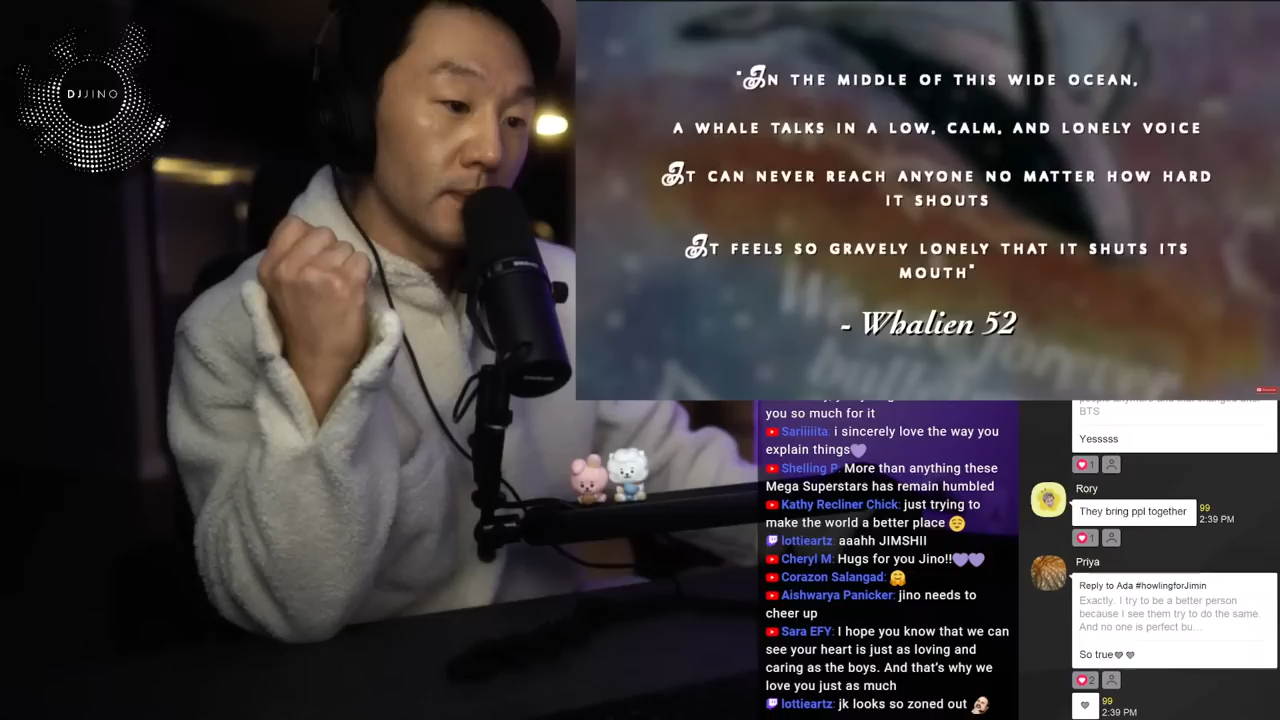 DJJINO
"IN THE MIDDLE OF THIS WIDE OCEAN,
A WHALE TALKS IN A LOW, CALM, AND LONELY VOICE
IT CAN NEVER REACH ANYONE NO MATTER HOW HARD
IT SHOUTS
IT FEELS SO GRAVELY LONELY THAT IT SHUTS ITS
MOUTH"
- Whalien 52
We are forever
you so much for it
Sariiiiita: i sincerely love the way you
explain things💜
Shelling P: More than anything these
Mega Superstars has remain humbled
Kathy Recliner Chick: just trying to
make the world a better place 😌
lottieartz: aaahh JIMSHII
Cheryl M: Hugs for you Jino!!💜💜
Corazon Salangad: 🤗
Aishwarya Panicker: jino needs to
cheer up
Sara EFY: I hope you know that we can
see your heart is just as loving and
caring as the boys. And that's why we
love you just as much
lottieartz: jk looks so zoned out
BTS
Yesssss
1
Rory
They bring ppl together
99
2:39 PM
1
Priya
Reply to Ada #howlingforJimin
Exactly. I try to be a better person
because I see them try to do the same.
And no one is perfect bu...
So true🖤🖤
2
99
2:39 PM